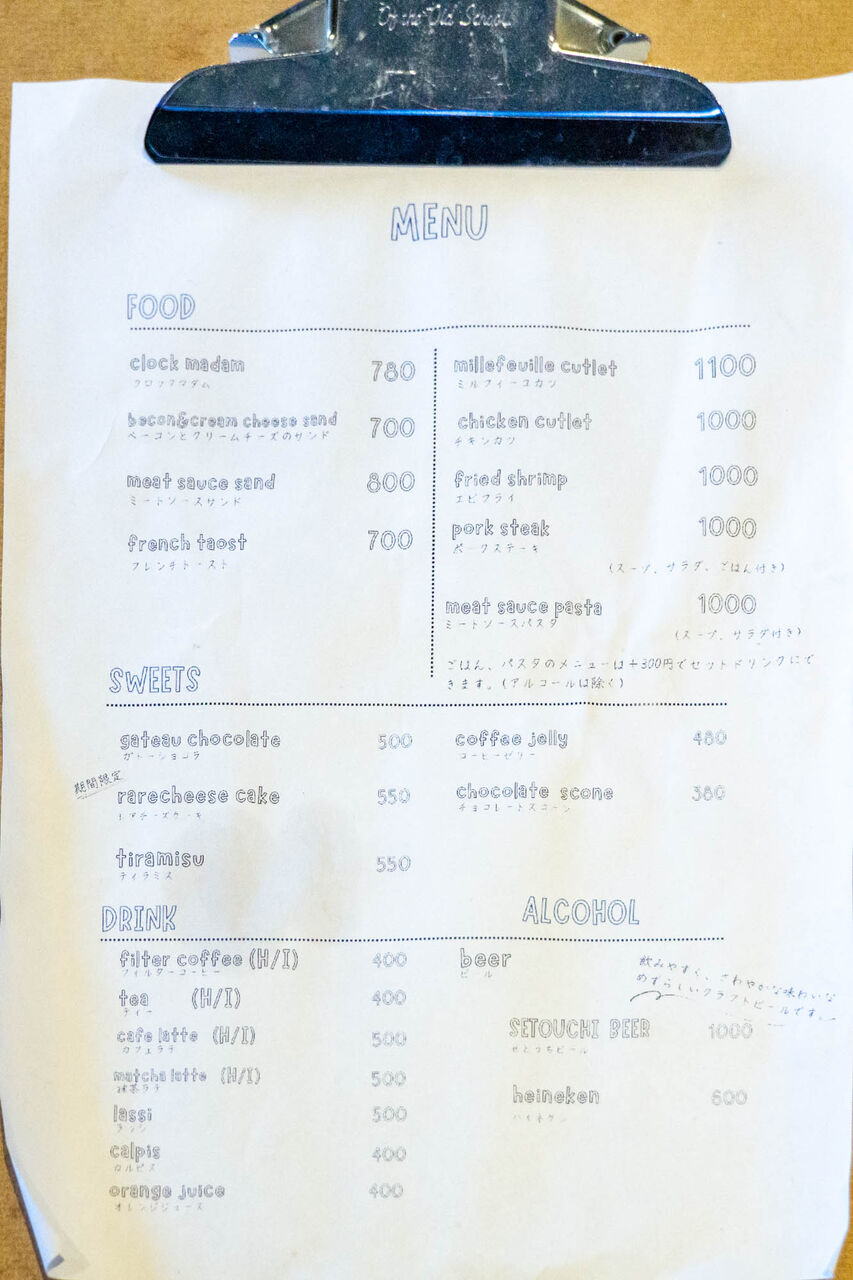 Of the Old School.
MENU
FOOD
clock madam 780
クロックマダム
bacon&cream cheese sand 700
ベーコンとクリームチーズのサンド
meat sauce sand 800
ミートソースサンド
french taost 700
フレンチトースト
millefeuille cutlet 1100
ミルフィーユカツ
chicken cutlet 1000
チキンカツ
fried shrimp 1000
エビフライ
pork steak 1000
ポークステーキ
(スープ、サラダ、ごはん付き)
meat sauce pasta 1000
ミートソースパスタ
(スープ、サラダ付き)
ごはん、パスタのメニューは+300円でセットドリンクにで
きます。(アルコールは除く)
SWEETS
gateau chocolate 500
ガトーショコラ
期間限定
rarecheese cake 550
レアチーズケーキ
tiramisu 550
ティラミス
coffee jelly 480
コーヒーゼリー
chocolate scone 380
チョコレートスコーン
DRINK
filter coffee (H/I) 400
フィルターコーヒー
tea (H/I) 400
ティー
cafe latte (H/I) 500
カフェラテ
matcha latte (H/I) 500
抹茶ラテ
lassi 500
ラッシー
calpis 400
カルピス
orange juice 400
オレンジジュース
ALCOHOL
beer
ビール
飲みやすく、さわやかな味わいな
めずらしいクラフトビールです。
SETOUCHI BEER 1000
せとうちビール
heineken 600
ハイネケン